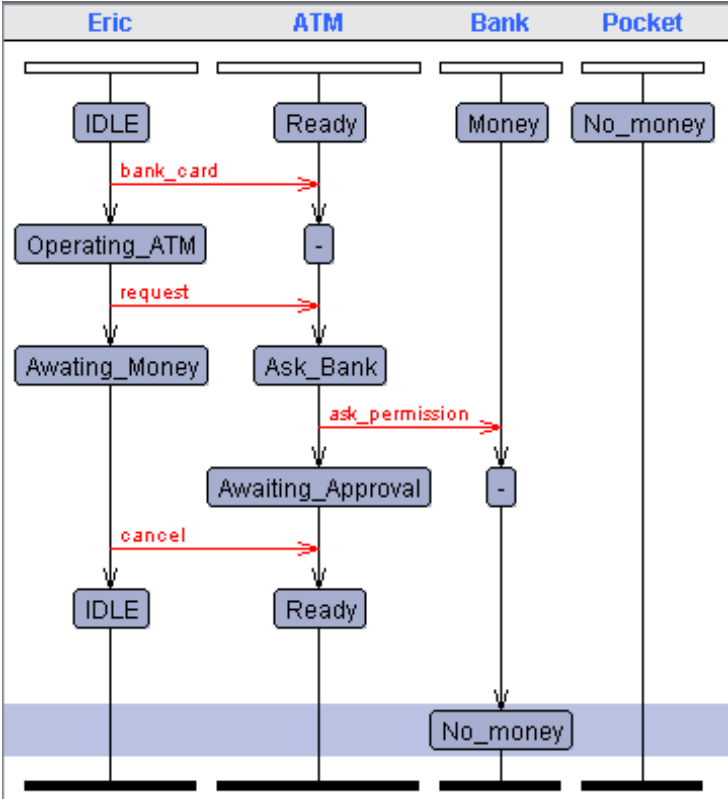 Eric ATM Bank Pocket
IDLE Ready Money No_money
bank_card
Operating_ATM -
request
Awating_Money Ask_Bank
ask_permission
Awaiting_Approval -
cancel
IDLE Ready
No_money